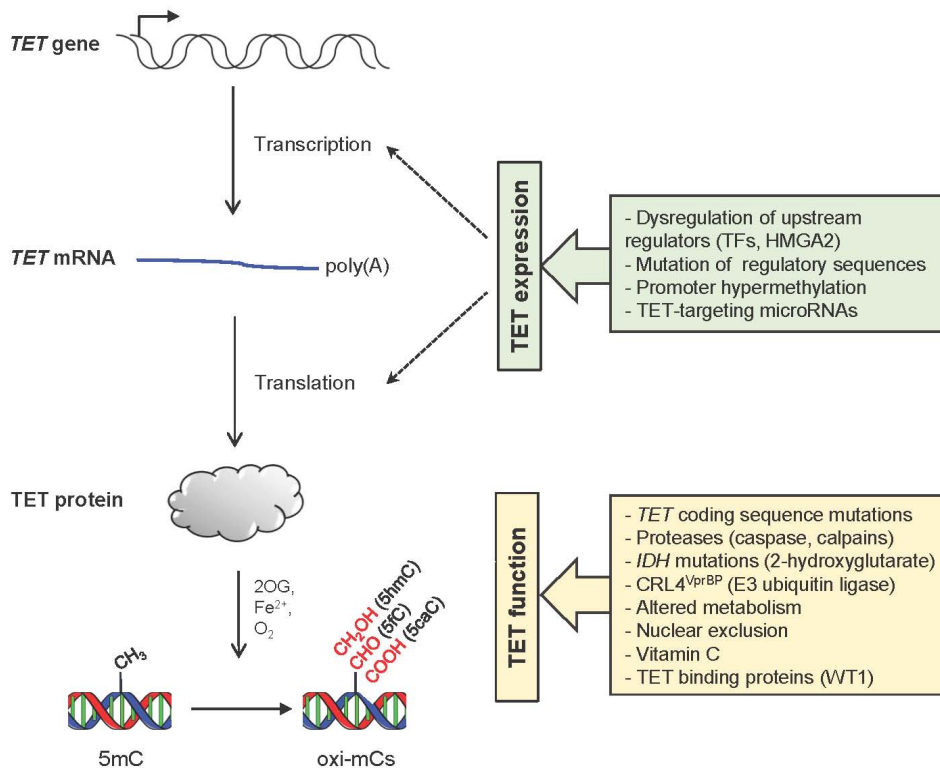 TET gene
Transcription
TET mRNA
poly(A)
Translation
TET protein
2OG,
Fe²⁺,
O₂
CH₃
5mC
CH₂OH (5hmC)
CHO (5fC)
COOH (5caC)
oxi-mCs
TET expression
- Dysregulation of upstream
regulators (TFs, HMGA2)
- Mutation of regulatory sequences
- Promoter hypermethylation
- TET-targeting microRNAs
TET function
- TET coding sequence mutations
- Proteases (caspase, calpains)
- IDH mutations (2-hydroxyglutarate)
- CRL4^VprBP (E3 ubiquitin ligase)
- Altered metabolism
- Nuclear exclusion
- Vitamin C
- TET binding proteins (WT1)